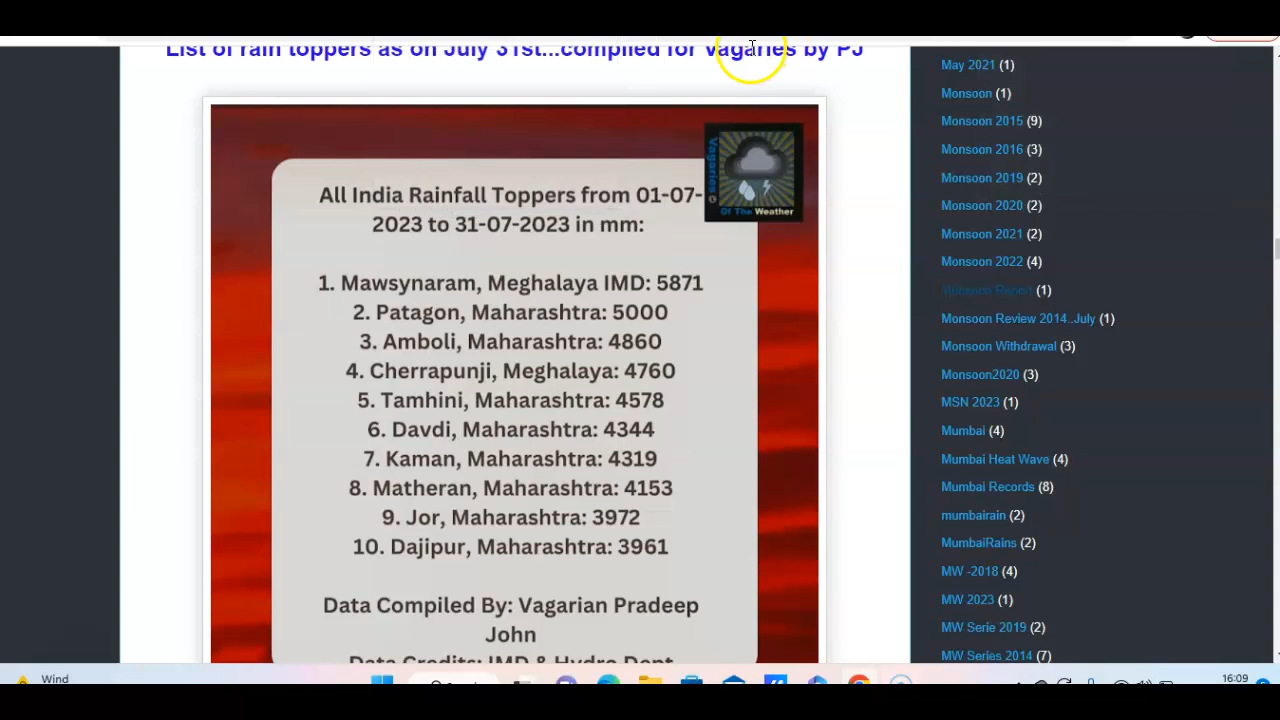 List of rain toppers as on July 31st...compiled for Vagaries by PJ
Vagaries
Of The Weather
All India Rainfall Toppers from 01-07-
2023 to 31-07-2023 in mm:
1. Mawsynaram, Meghalaya IMD: 5871
2. Patagon, Maharashtra: 5000
3. Amboli, Maharashtra: 4860
4. Cherrapunji, Meghalaya: 4760
5. Tamhini, Maharashtra: 4578
6. Davdi, Maharashtra: 4344
7. Kaman, Maharashtra: 4319
8. Matheran, Maharashtra: 4153
9. Jor, Maharashtra: 3972
10. Dajipur, Maharashtra: 3961
Data Compiled By: Vagarian Pradeep
John
Data Credits: IMD & Hydro Dept
May 2021 (1)
Monsoon (1)
Monsoon 2015 (9)
Monsoon 2016 (3)
Monsoon 2019 (2)
Monsoon 2020 (2)
Monsoon 2021 (2)
Monsoon 2022 (4)
Monsoon Report (1)
Monsoon Review 2014..July (1)
Monsoon Withdrawal (3)
Monsoon2020 (3)
MSN 2023 (1)
Mumbai (4)
Mumbai Heat Wave (4)
Mumbai Records (8)
mumbairain (2)
MumbaiRains (2)
MW -2018 (4)
MW 2023 (1)
MW Serie 2019 (2)
MW Series 2014 (7)
Wind
16:09